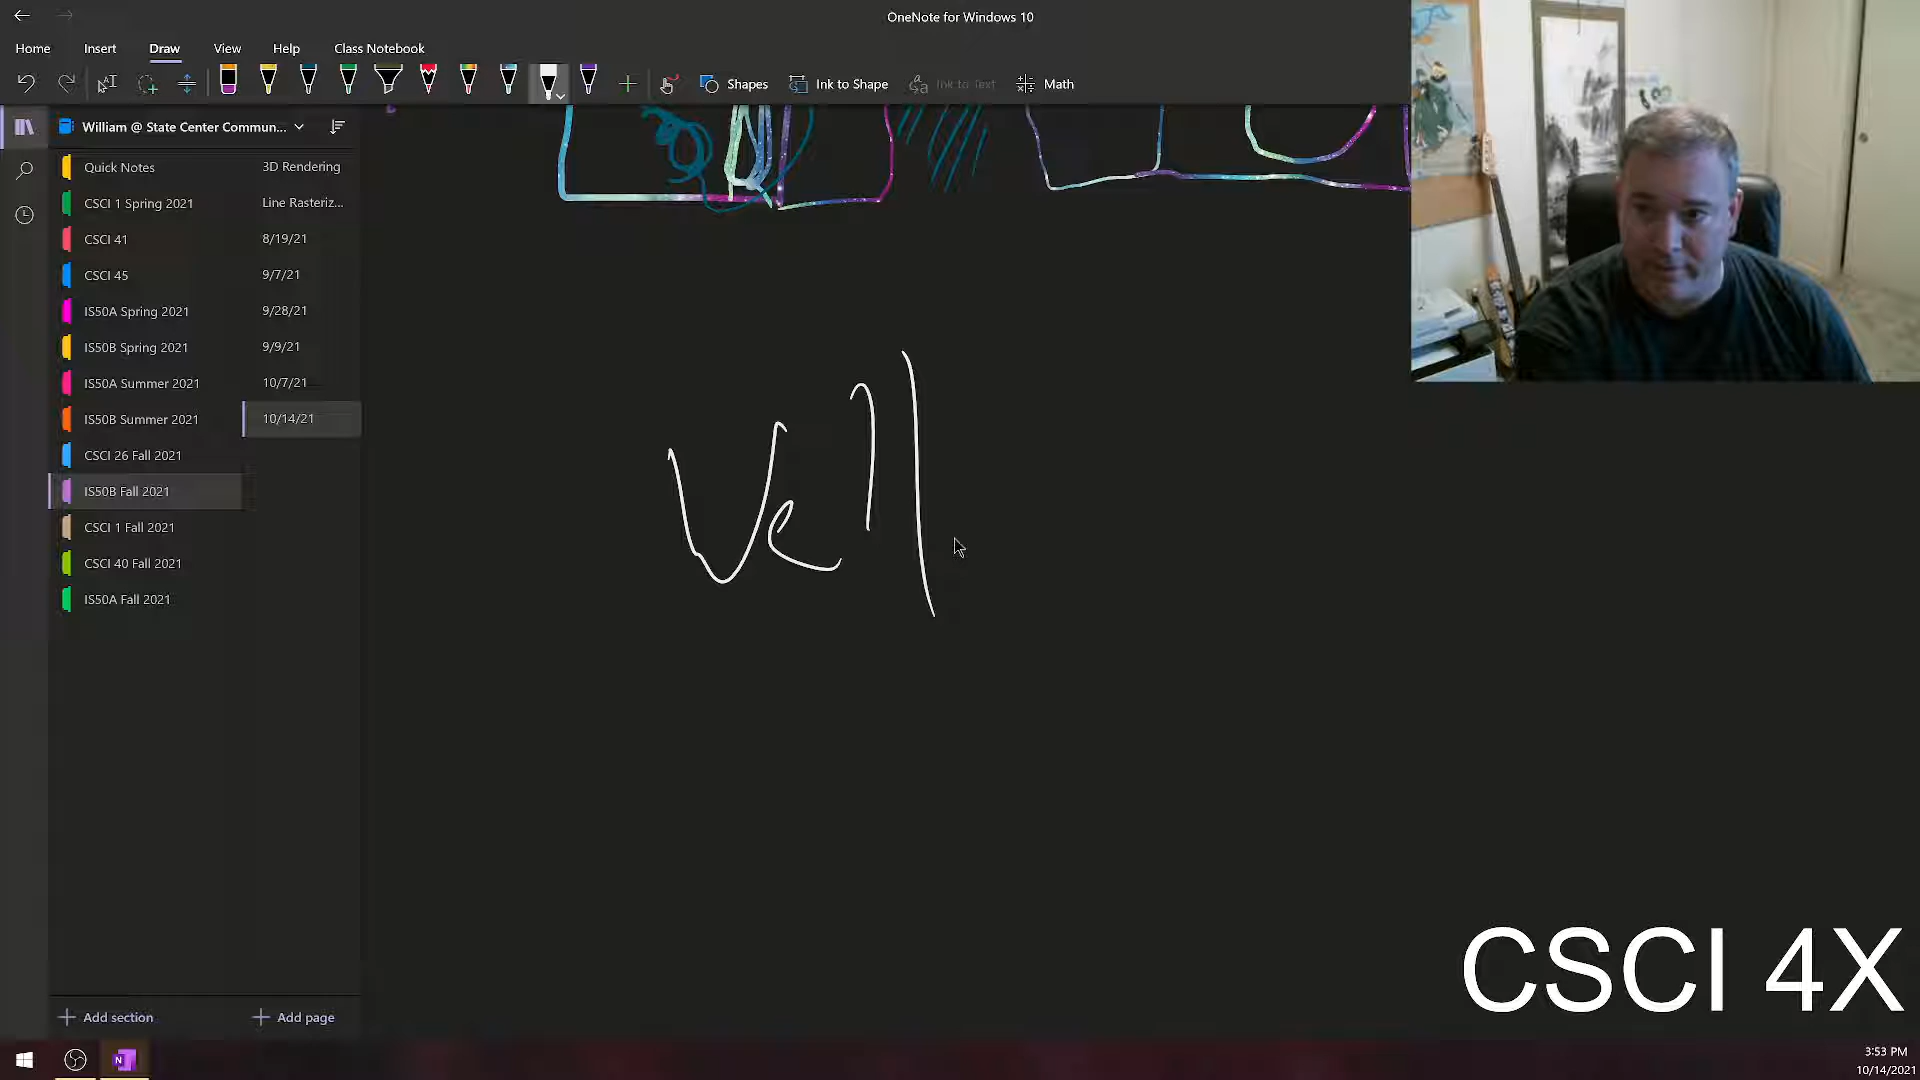 OneNote for Windows 10
Home Insert Draw View Help Class Notebook
Shapes Ink to Shape Ink to Text Math
William @ State Center Commun...
Quick Notes
CSCI 1 Spring 2021
CSCI 41
CSCI 45
IS50A Spring 2021
IS50B Spring 2021
IS50A Summer 2021
IS50B Summer 2021
CSCI 26 Fall 2021
IS50B Fall 2021
CSCI 1 Fall 2021
CSCI 40 Fall 2021
IS50A Fall 2021
3D Rendering
Line Rasteriz...
8/19/21
9/7/21
9/28/21
9/9/21
10/7/21
10/14/21
Add section
Add page
CSCI 4X
3:53 PM
10/14/2021